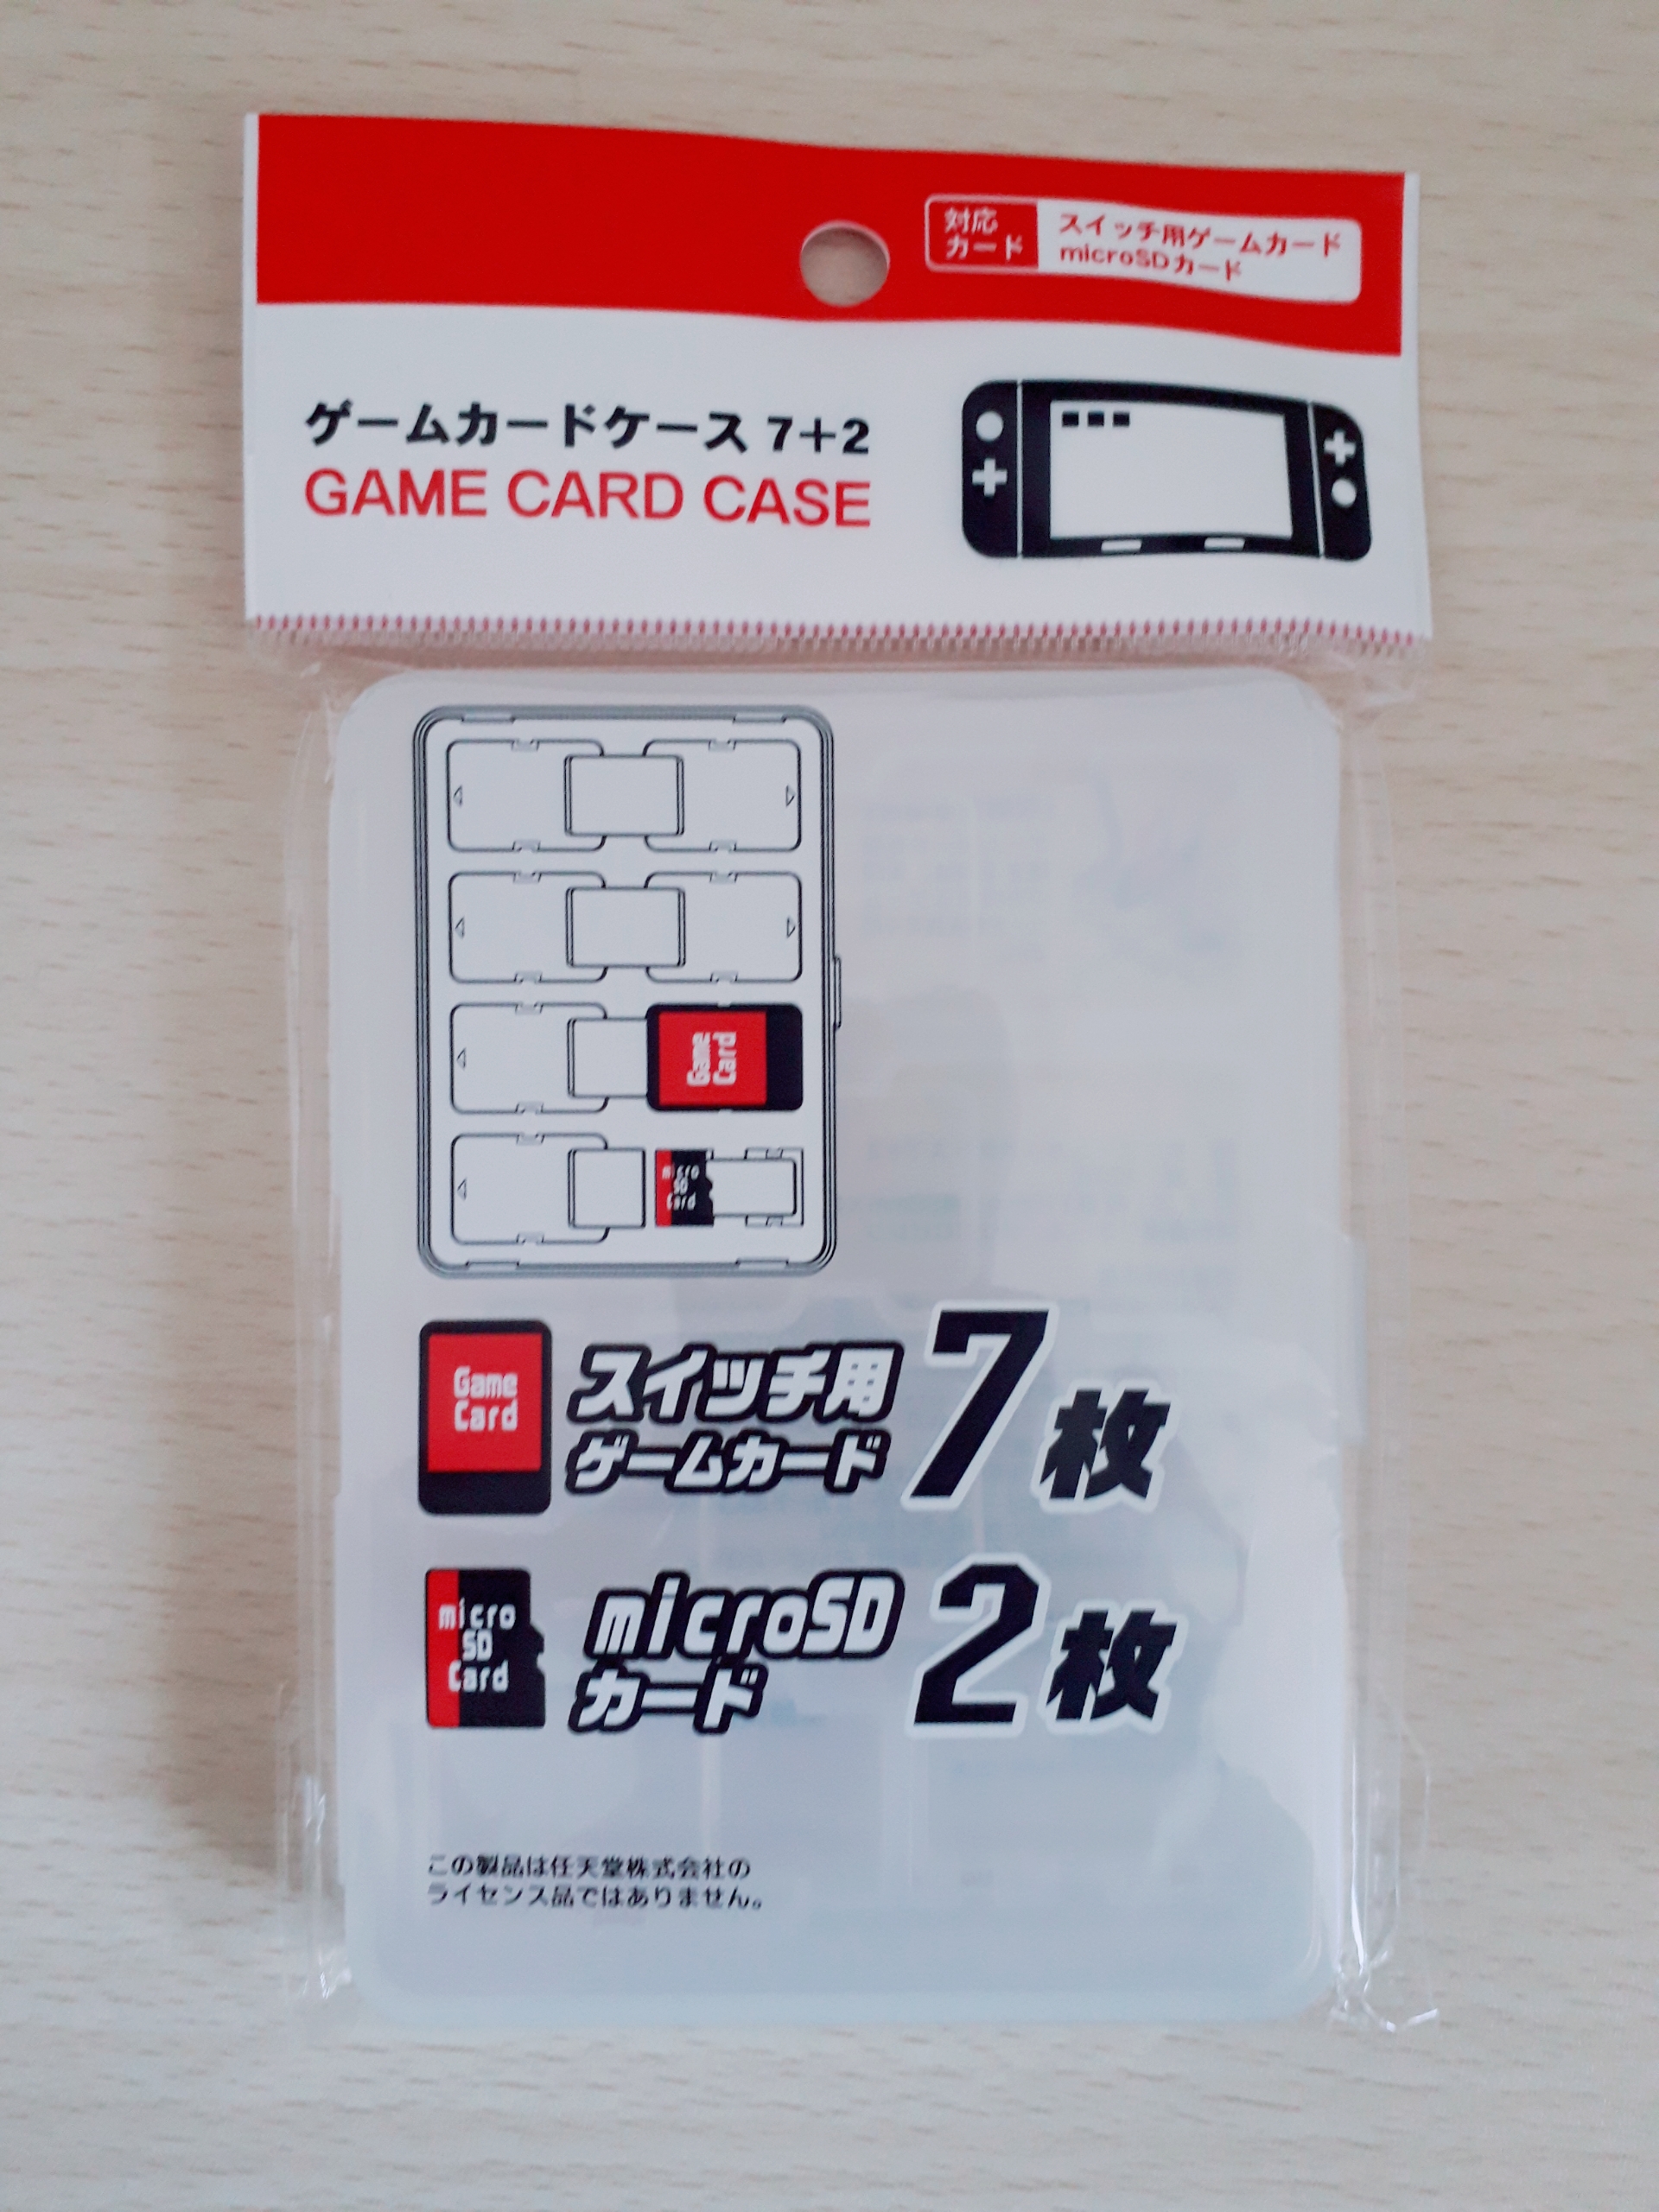 対応
カード
スイッチ用ゲームカード
microSDカード
ゲームカードケース 7+2
GAME CARD CASE
Game
Card
micro
SD
Card
Game
Card
スイッチ用
ゲームカード
7枚
micro
SD
Card
microSD
カード
2枚
この製品は任天堂株式会社の
ライセンス品ではありません。